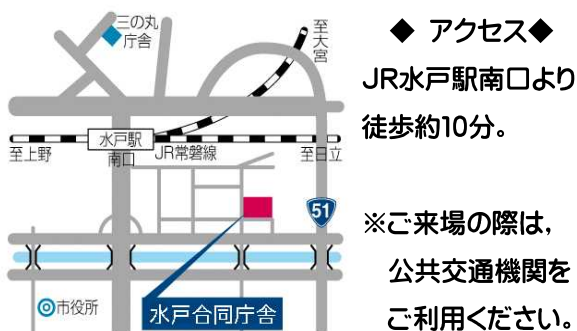 三の丸
庁舎
至大宮
水戸駅
南口
至上野
JR常磐線
至日立
51
市役所
水戸合同庁舎
◆ アクセス◆
JR水戸駅南口より
徒歩約10分。
※ご来場の際は,
公共交通機関を
ご利用ください。